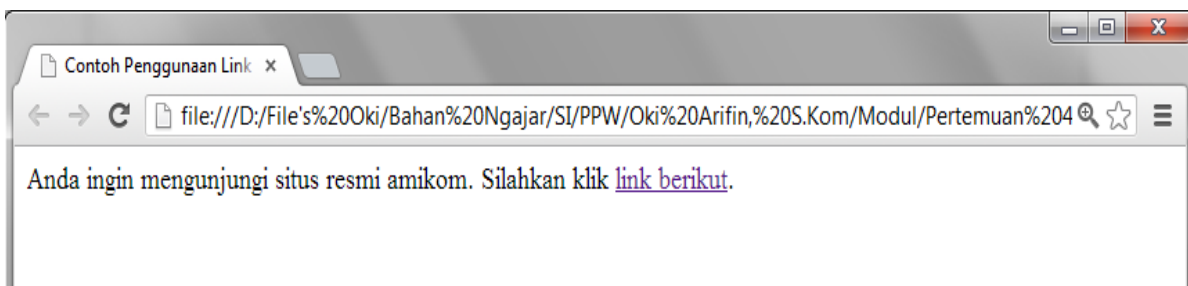 Contoh Penggunaan Link
file:///D:/File's%20Oki/Bahan%20Ngajar/SI/PPW/Oki%20Arifin,%20S.Kom/Modul/Pertemuan%204
Anda ingin mengunjungi situs resmi amikom. Silahkan klik link berikut.